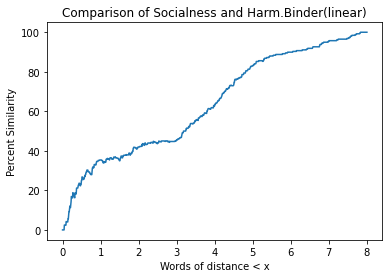 Comparison of Socialness and Harm.Binder(linear)
100
80
60
40
20
0
Percent Similarity
0 1 2 3 4 5 6 7 8
Words of distance < x